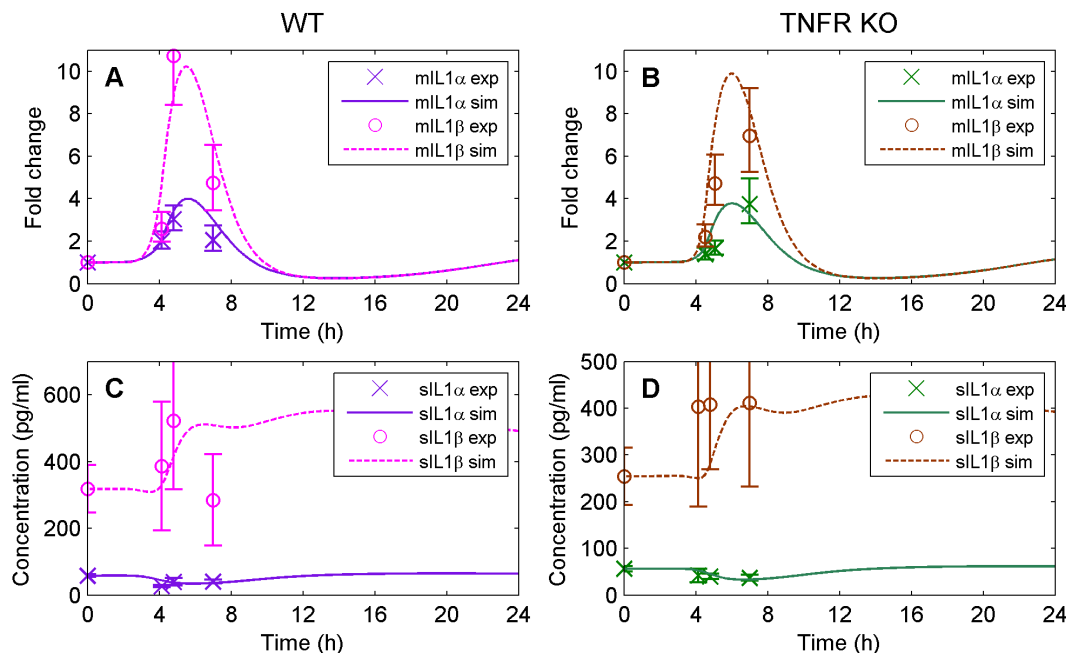 WT
TNFR KO
A
10
8
6
4
2
0
Fold change
0 4 8 12 16 20 24
Time (h)
mIL1α exp
mIL1α sim
mIL1β exp
mIL1β sim
B
10
8
6
4
2
0
Fold change
0 4 8 12 16 20 24
Time (h)
mIL1α exp
mIL1α sim
mIL1β exp
mIL1β sim
C
600
400
200
0
Concentration (pg/ml)
0 4 8 12 16 20 24
Time (h)
sIL1α exp
sIL1α sim
sIL1β exp
sIL1β sim
D
500
400
300
200
100
0
Concentration (pg/ml)
0 4 8 12 16 20 24
Time (h)
sIL1α exp
sIL1α sim
sIL1β exp
sIL1β sim